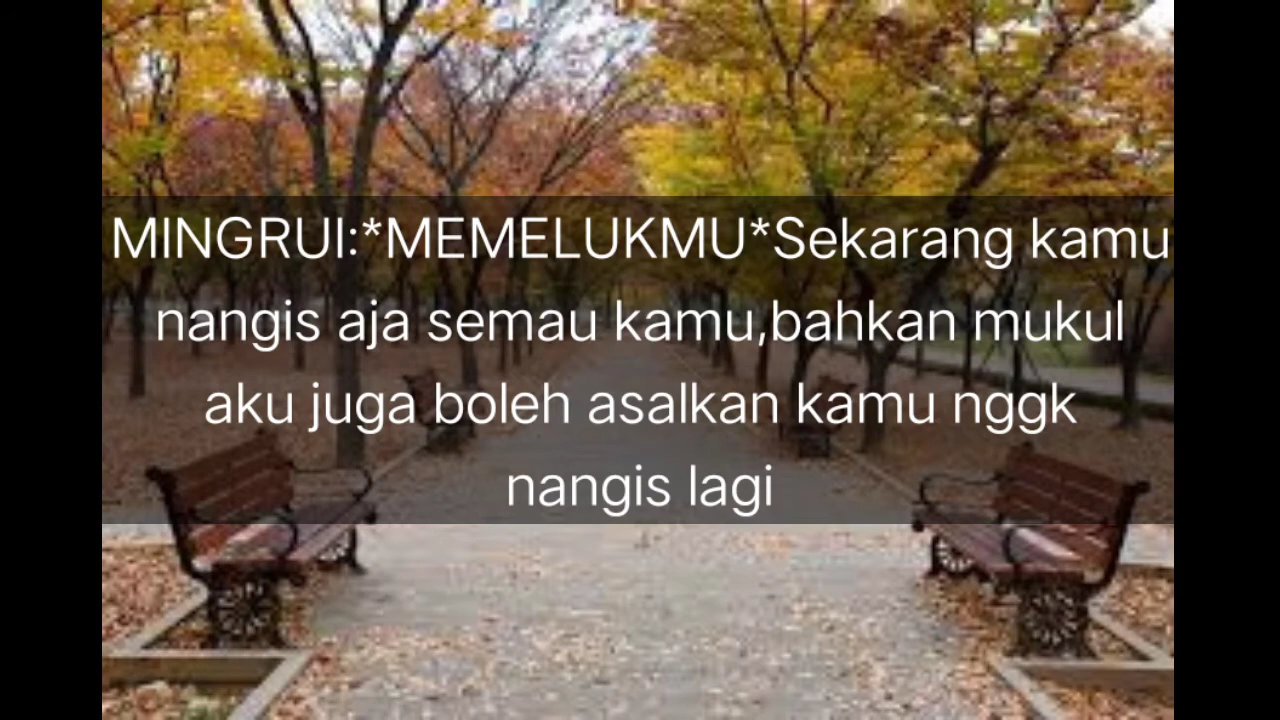 MINGRUI:*MEMELUKMU*Sekarang kamu
nangis aja semau kamu,bahkan mukul
aku juga boleh asalkan kamu nggk
nangis lagi